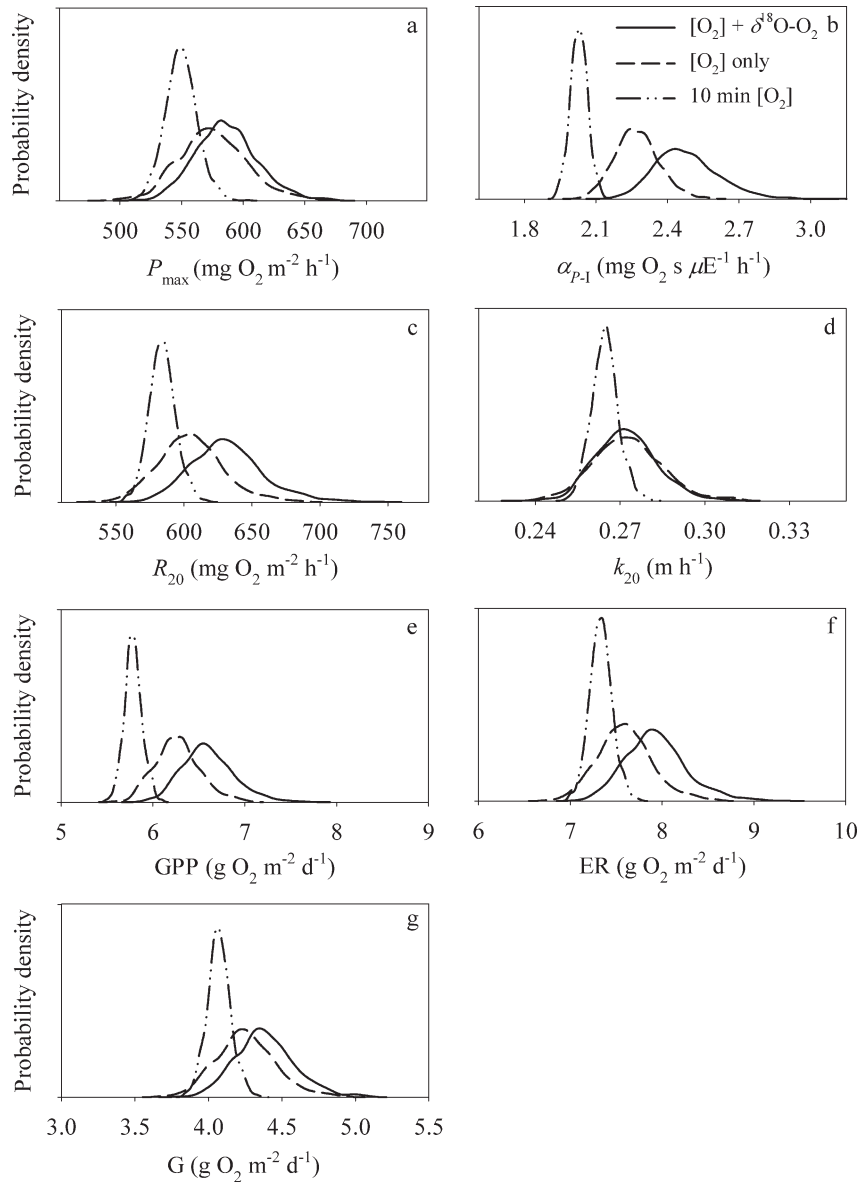 Probability density
a
500 550 600 650 700
Pmax (mg O2 m-2 h-1)
b
[O2] + δ18O-O2
[O2] only
10 min [O2]
1.8 2.1 2.4 2.7 3.0
αP-I (mg O2 s μE-1 h-1)
Probability density
c
550 600 650 700 750
R20 (mg O2 m-2 h-1)
d
0.24 0.27 0.30 0.33
k20 (m h-1)
Probability density
e
5 6 7 8 9
GPP (g O2 m-2 d-1)
f
6 7 8 9 10
ER (g O2 m-2 d-1)
Probability density
g
3.0 3.5 4.0 4.5 5.0 5.5
G (g O2 m-2 d-1)